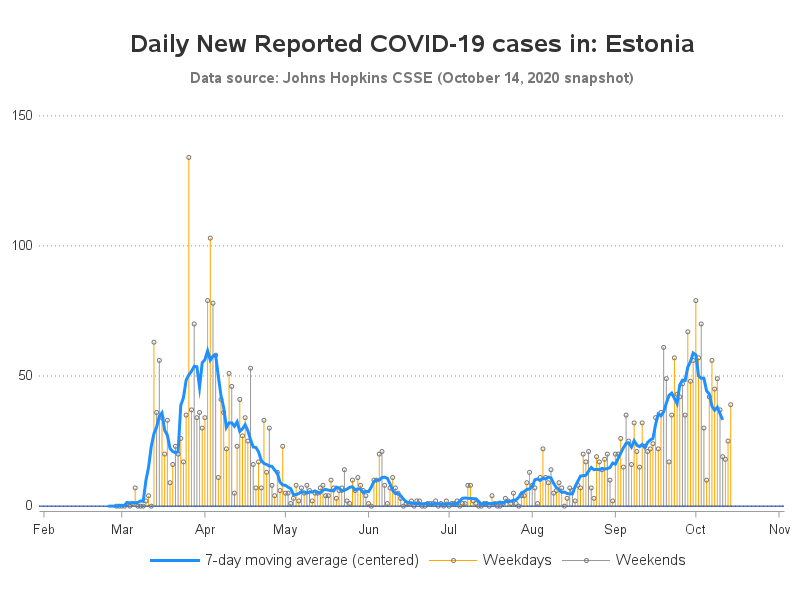 Daily New Reported COVID-19 cases in: Estonia
Data source: Johns Hopkins CSSE (October 14, 2020 snapshot)
150
100
50
0
Feb Mar Apr May Jun Jul Aug Sep Oct Nov
7-day moving average (centered) Weekdays Weekends